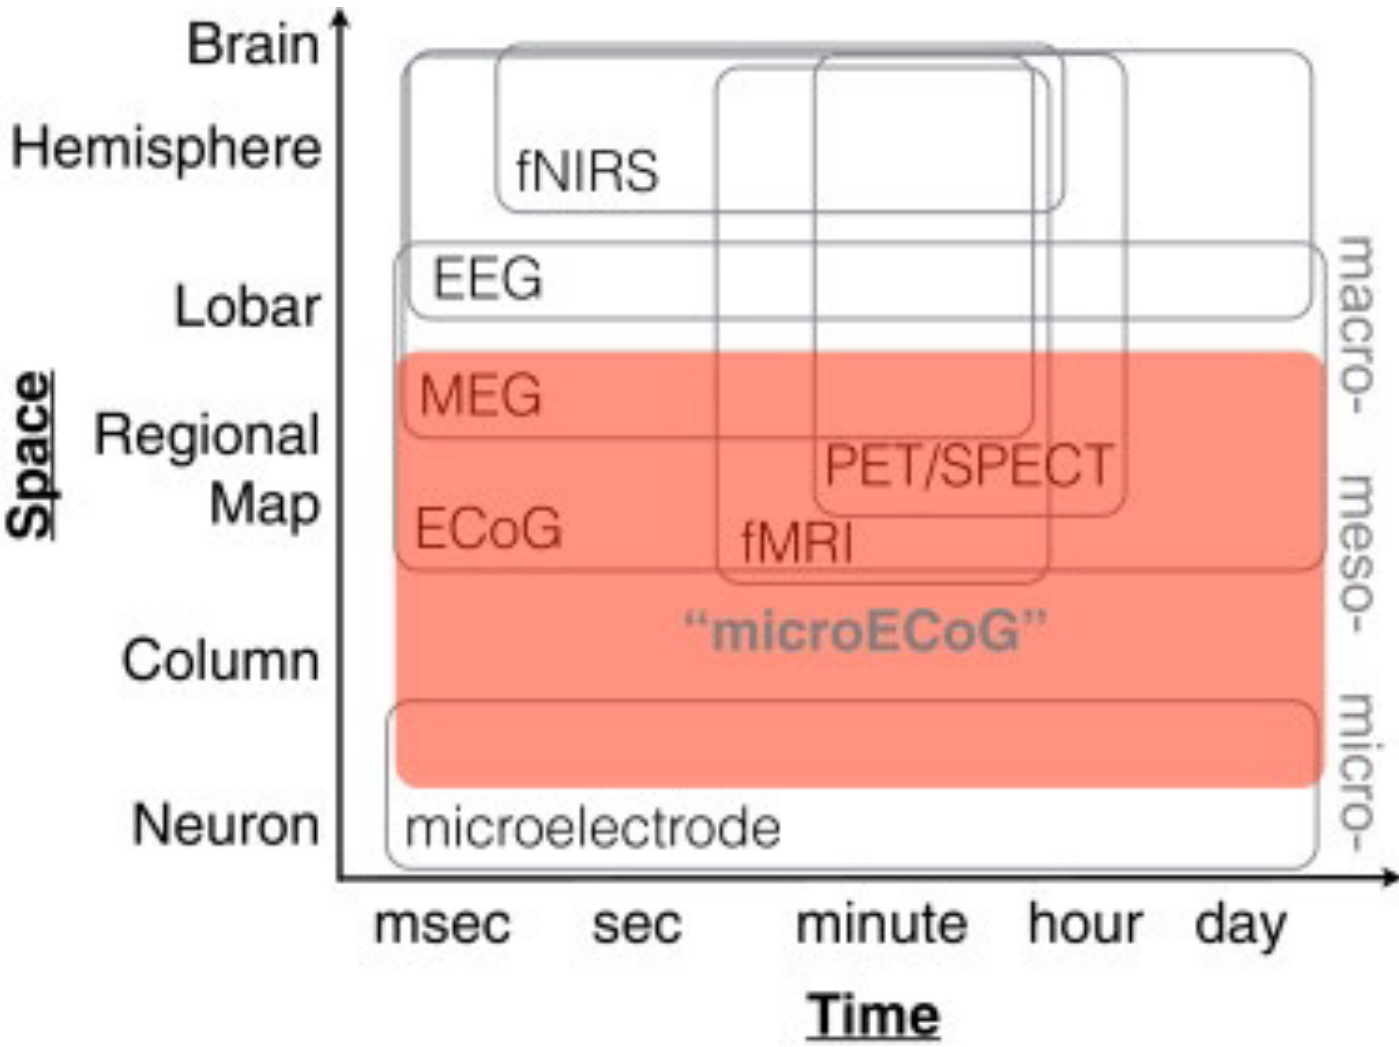 Brain
Hemisphere
fNIRS
EEG
Lobar
MEG
Regional
Map
PET/SPECT
ECoG
fMRI
“microECoG”
Column
Neuron
microelectrode
Space
macro-
meso-
micro-
msec sec minute hour day
Time